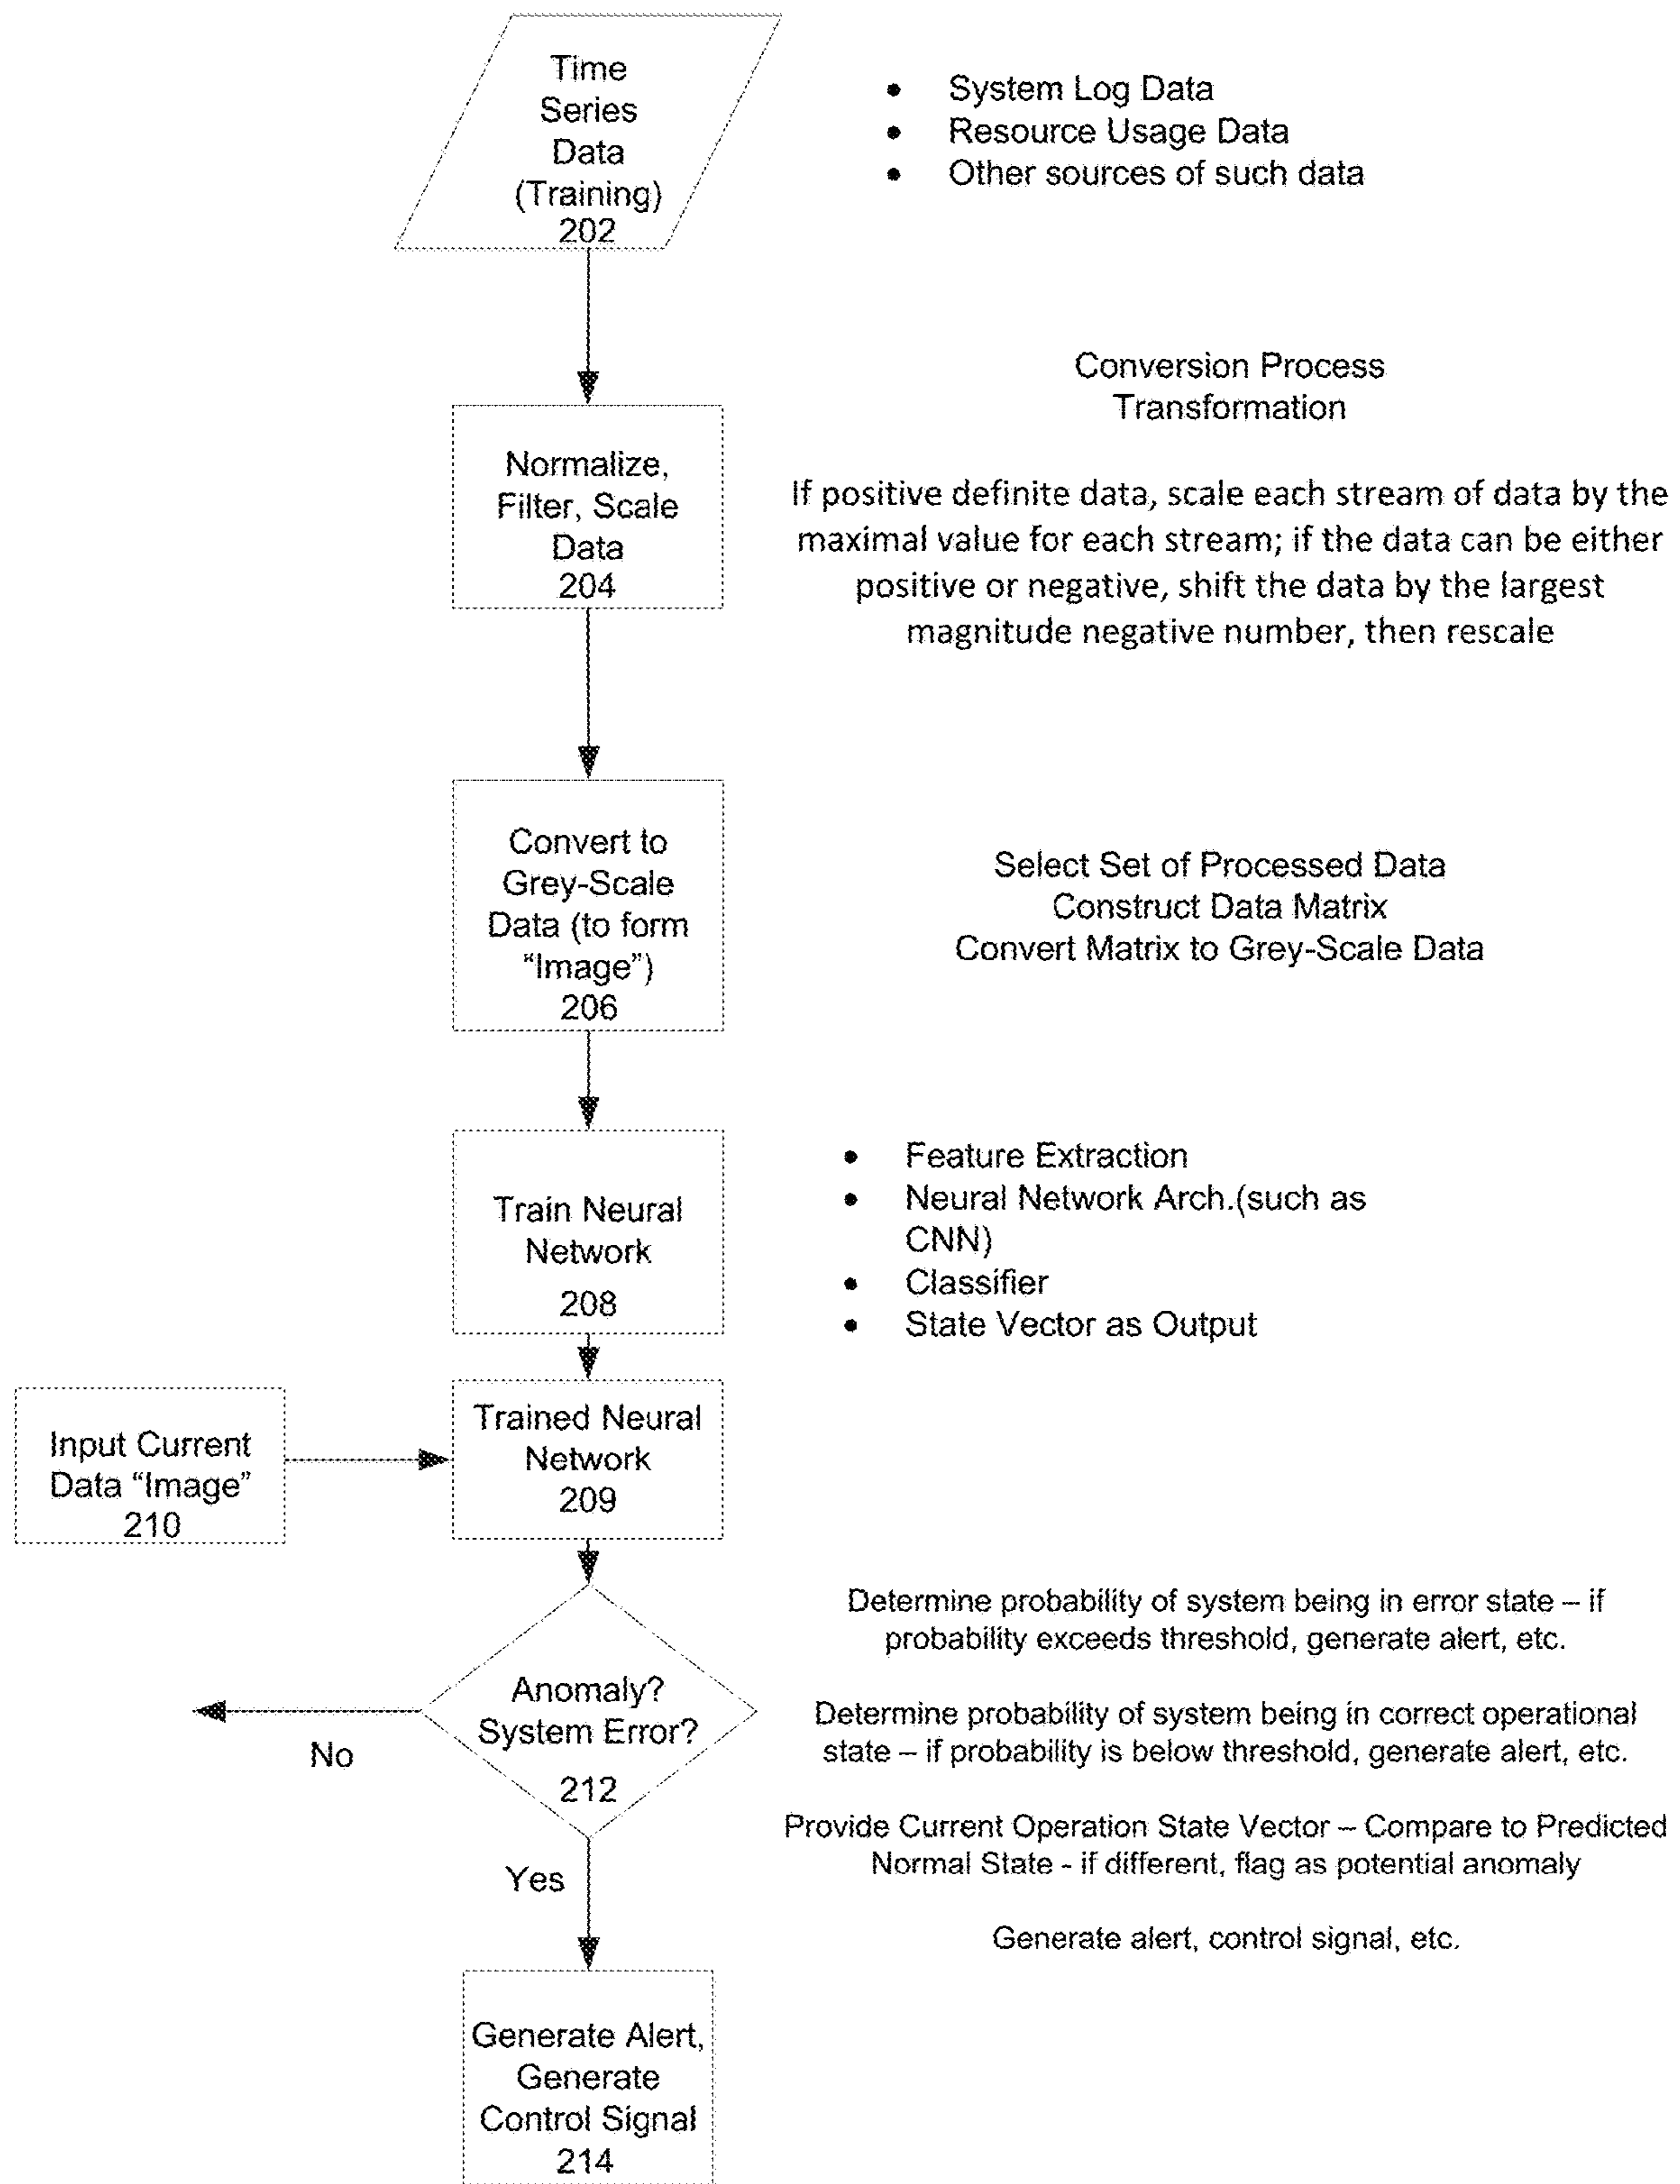 Time
Series
Data
(Training)
202
• System Log Data
• Resource Usage Data
• Other sources of such data
Conversion Process
Transformation
Normalize,
Filter, Scale
Data
204
If positive definite data, scale each stream of data by the
maximal value for each stream; if the data can be either
positive or negative, shift the data by the largest
magnitude negative number, then rescale
Convert to
Grey-Scale
Data (to form
“Image”)
206
Select Set of Processed Data
Construct Data Matrix
Convert Matrix to Grey-Scale Data
Train Neural
Network
208
• Feature Extraction
• Neural Network Arch.(such as
CNN)
• Classifier
• State Vector as Output
Input Current
Data “Image”
210
Trained Neural
Network
209
Anomaly?
System Error?
212
No
Yes
Determine probability of system being in error state – if
probability exceeds threshold, generate alert, etc.
Determine probability of system being in correct operational
state – if probability is below threshold, generate alert, etc.
Provide Current Operation State Vector – Compare to Predicted
Normal State - if different, flag as potential anomaly
Generate alert, control signal, etc.
Generate Alert,
Generate
Control Signal
214